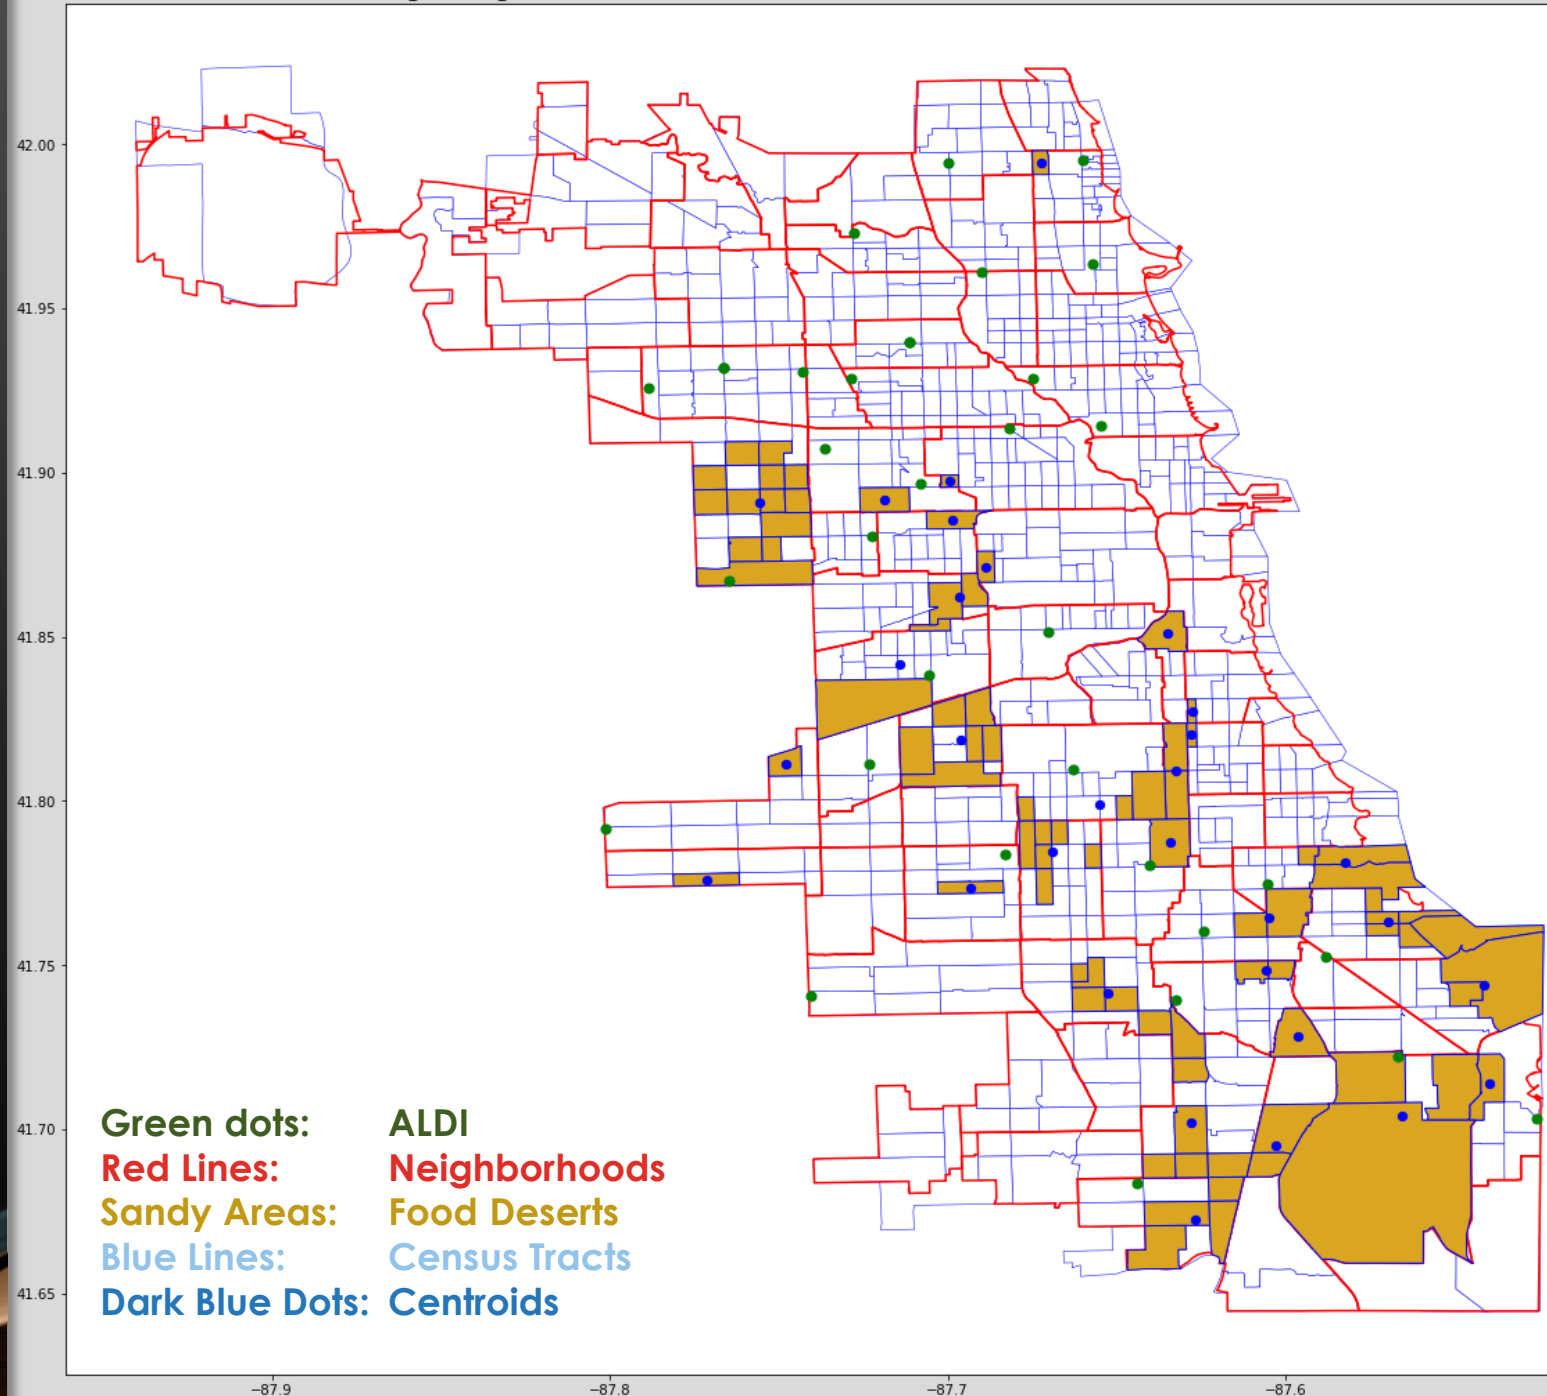 42.00
41.95
41.90
41.85
41.80
41.75
41.70
41.65
Green dots: ALDI
Red Lines: Neighborhoods
Sandy Areas: Food Deserts
Blue Lines: Census Tracts
Dark Blue Dots: Centroids
−87.9 −87.8 −87.7 −87.6